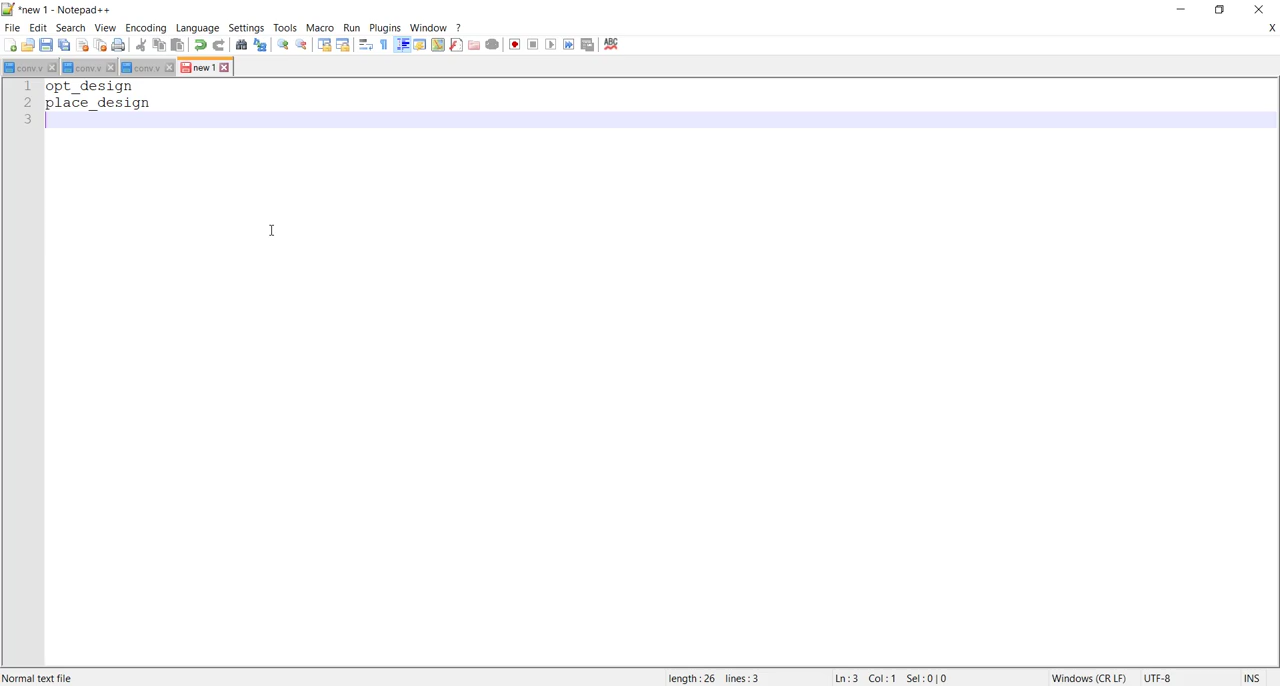 *new 1 - Notepad++
File Edit Search View Encoding Language Settings Tools Macro Run Plugins Window ? X
ABC
conv.v conv.v conv.v new 1
1 opt_design
2 place_design
3
Normal text file length : 26 lines : 3 Ln : 3 Col : 1 Sel : 0 | 0 Windows (CR LF) UTF-8 INS